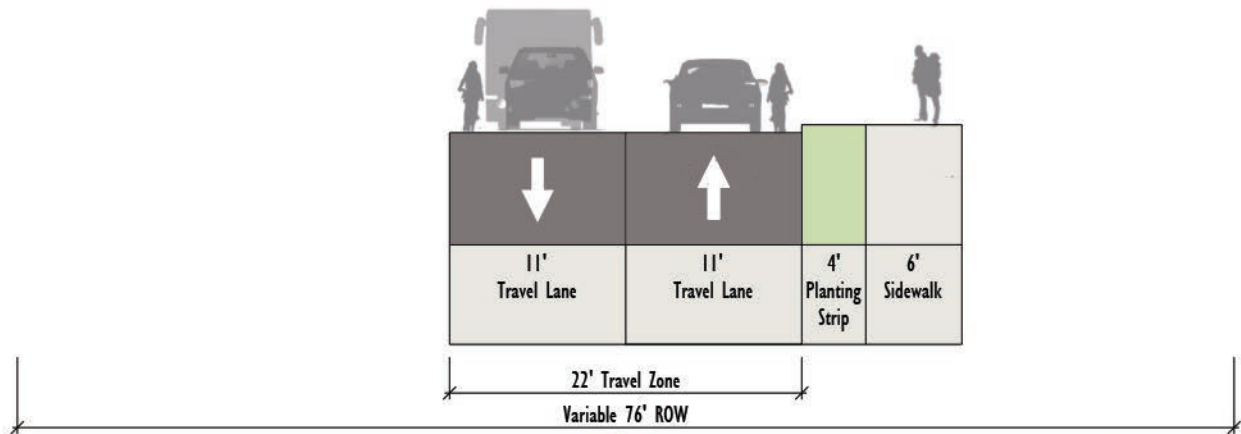 11'
Travel Lane
11'
Travel Lane
4'
Planting
Strip
6'
Sidewalk
22' Travel Zone
Variable 76' ROW